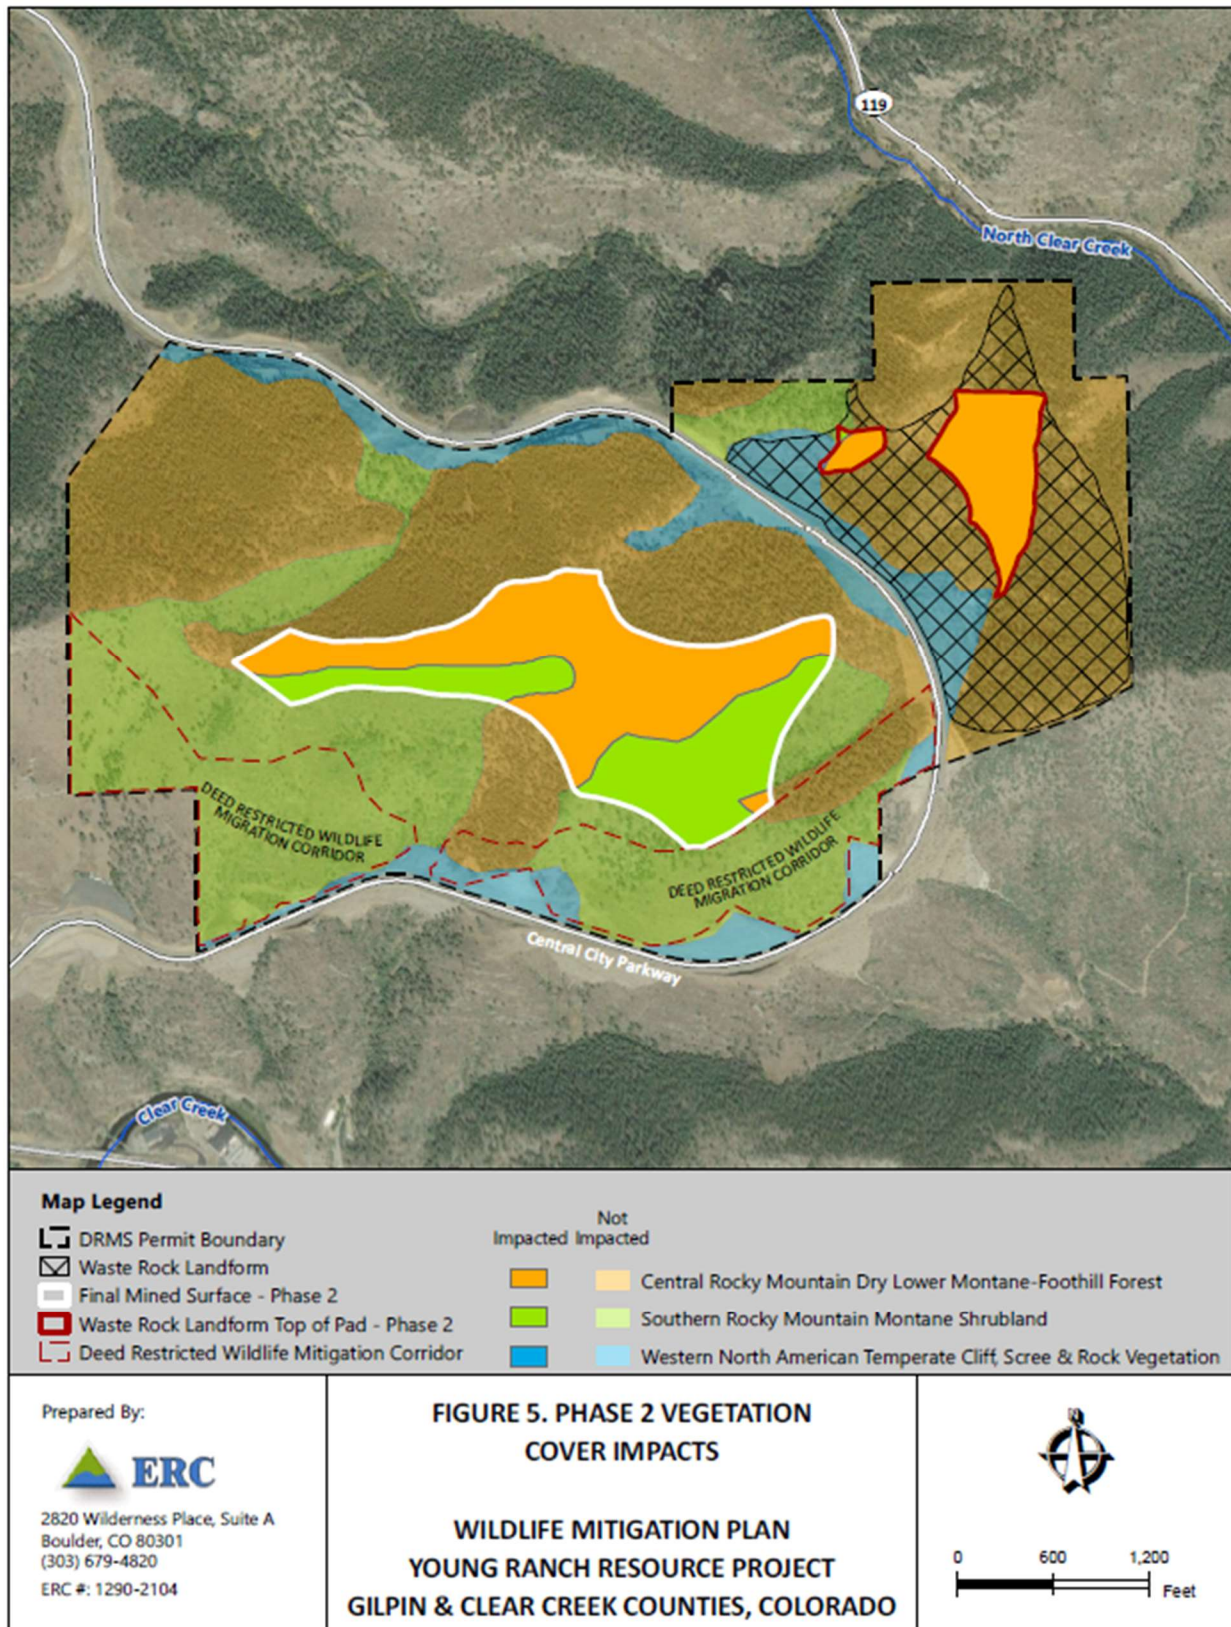 119
North Clear Creek
DEED RESTRICTED WILDLIFE
MIGRATION CORRIDOR
DEED RESTRICTED WILDLIFE
MIGRATION CORRIDOR
Central City Parkway
Clear Creek
Map Legend
DRMS Permit Boundary
Waste Rock Landform
Final Mined Surface - Phase 2
Waste Rock Landform Top of Pad - Phase 2
Deed Restricted Wildlife Mitigation Corridor
Not
Impacted Impacted
Central Rocky Mountain Dry Lower Montane-Foothill Forest
Southern Rocky Mountain Montane Shrubland
Western North American Temperate Cliff, Scree & Rock Vegetation
Prepared By:
ERC
2820 Wilderness Place, Suite A
Boulder, CO 80301
(303) 679-4820
ERC #: 1290-2104
FIGURE 5. PHASE 2 VEGETATION
COVER IMPACTS
WILDLIFE MITIGATION PLAN
YOUNG RANCH RESOURCE PROJECT
GILPIN & CLEAR CREEK COUNTIES, COLORADO
N
0 600 1,200
Feet